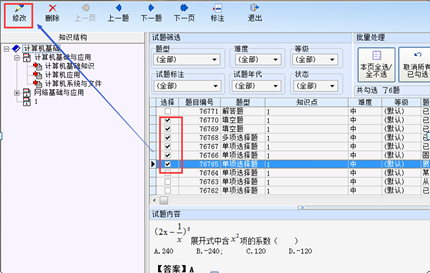 修改 删除 上一页 上一题 下一题 下一页 标注 退出
知识结构
计算机基础
计算机基础与应用
计算机基础知识
计算机应用
计算机系统与文件
网络基础与应用
1
试题筛选
题型 难度 等级
(全部) (全部) (全部)
试题标注 试题年代 状态
(全部) (全部) (全部)
批量处理
本页全选/全不选
取消所有已勾选
共勾选 了6题
选择 题目编号 题型 知识点 难度 等级 题
76771 解答题 1 中 (默认) 已
76770 填空题 1 中 (默认) 已
76769 填空题 1 中 (默认) 已
76768 多项选择题 1 中 (默认)
76767 单项选择题 1 中 (默认) 已
76766 单项选择题 1 中 (默认) 圆
76765 单项选择题 1 中 (默认)
76764 单项选择题 1 中 (默认) 某
76763 单项选择题 1 中 (默认) 从
76762 单项选择题 1 中 (默认) 已
试题内容
(2x−1/x)^6 展开式中含 x^2 项的系数（ ）
A.240 B.-240; C.120 D.-120
【答案】A